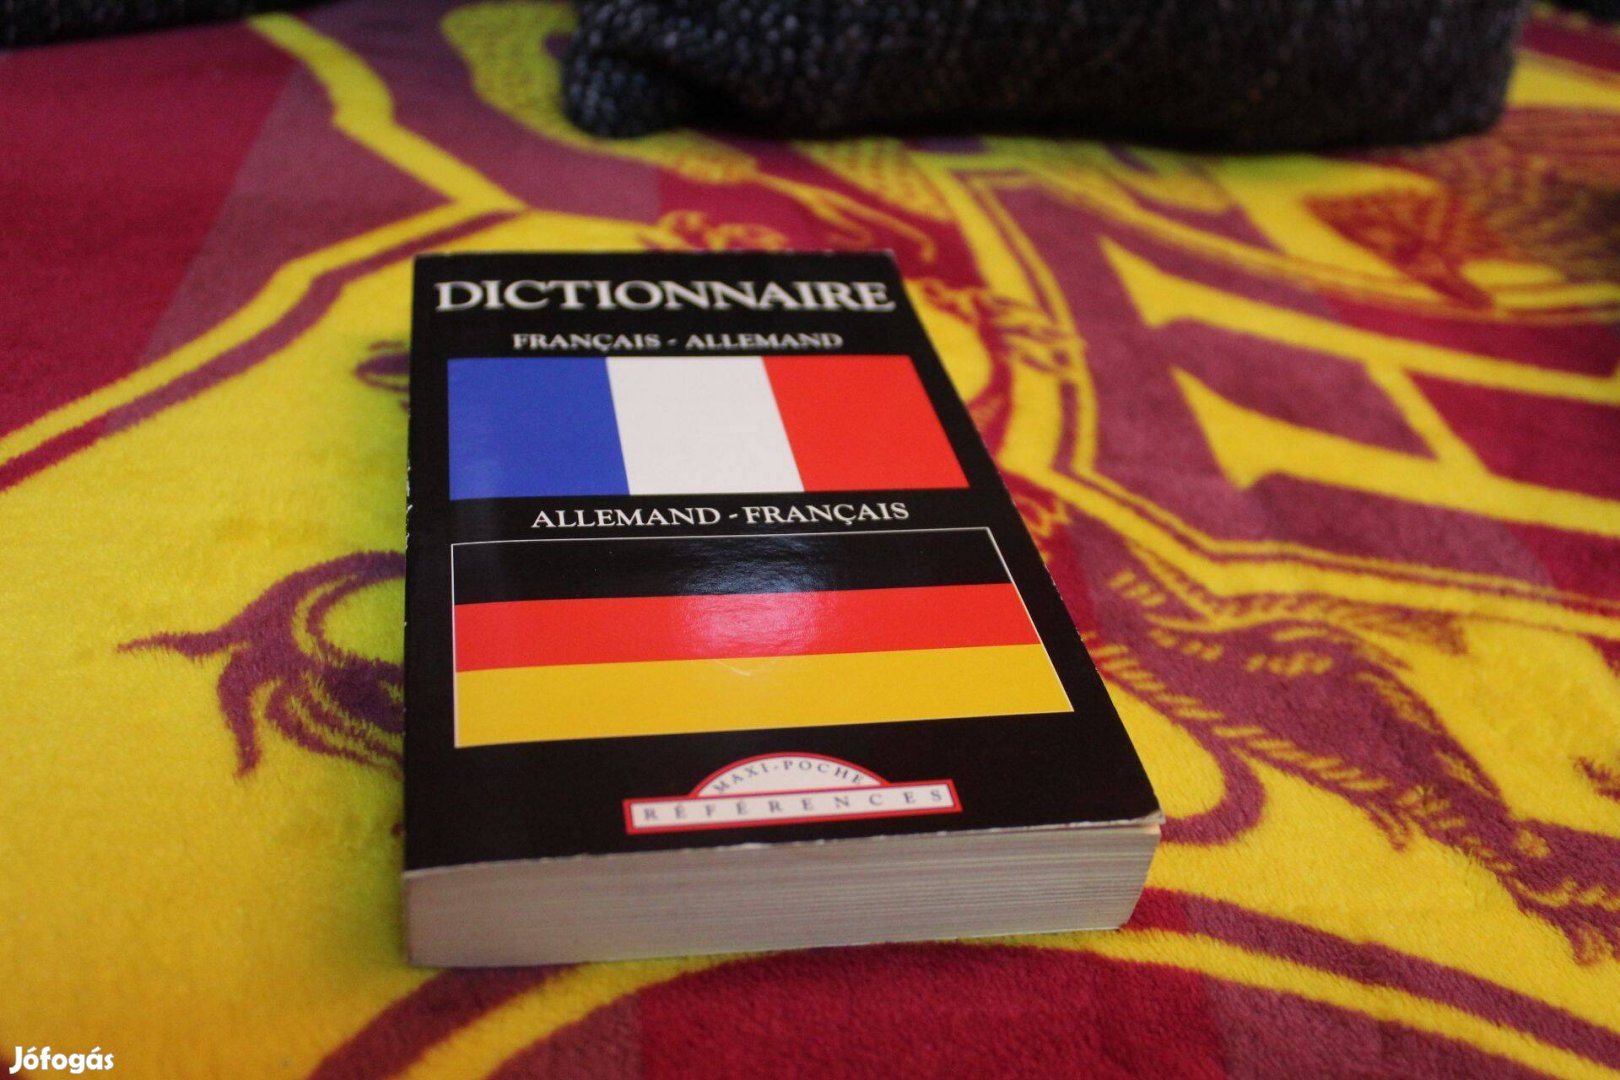 DICTIONNAIRE
FRANÇAIS - ALLEMAND
ALLEMAND - FRANÇAIS
MAXI-POCHE
RÉFÉRENCES
Jófogás